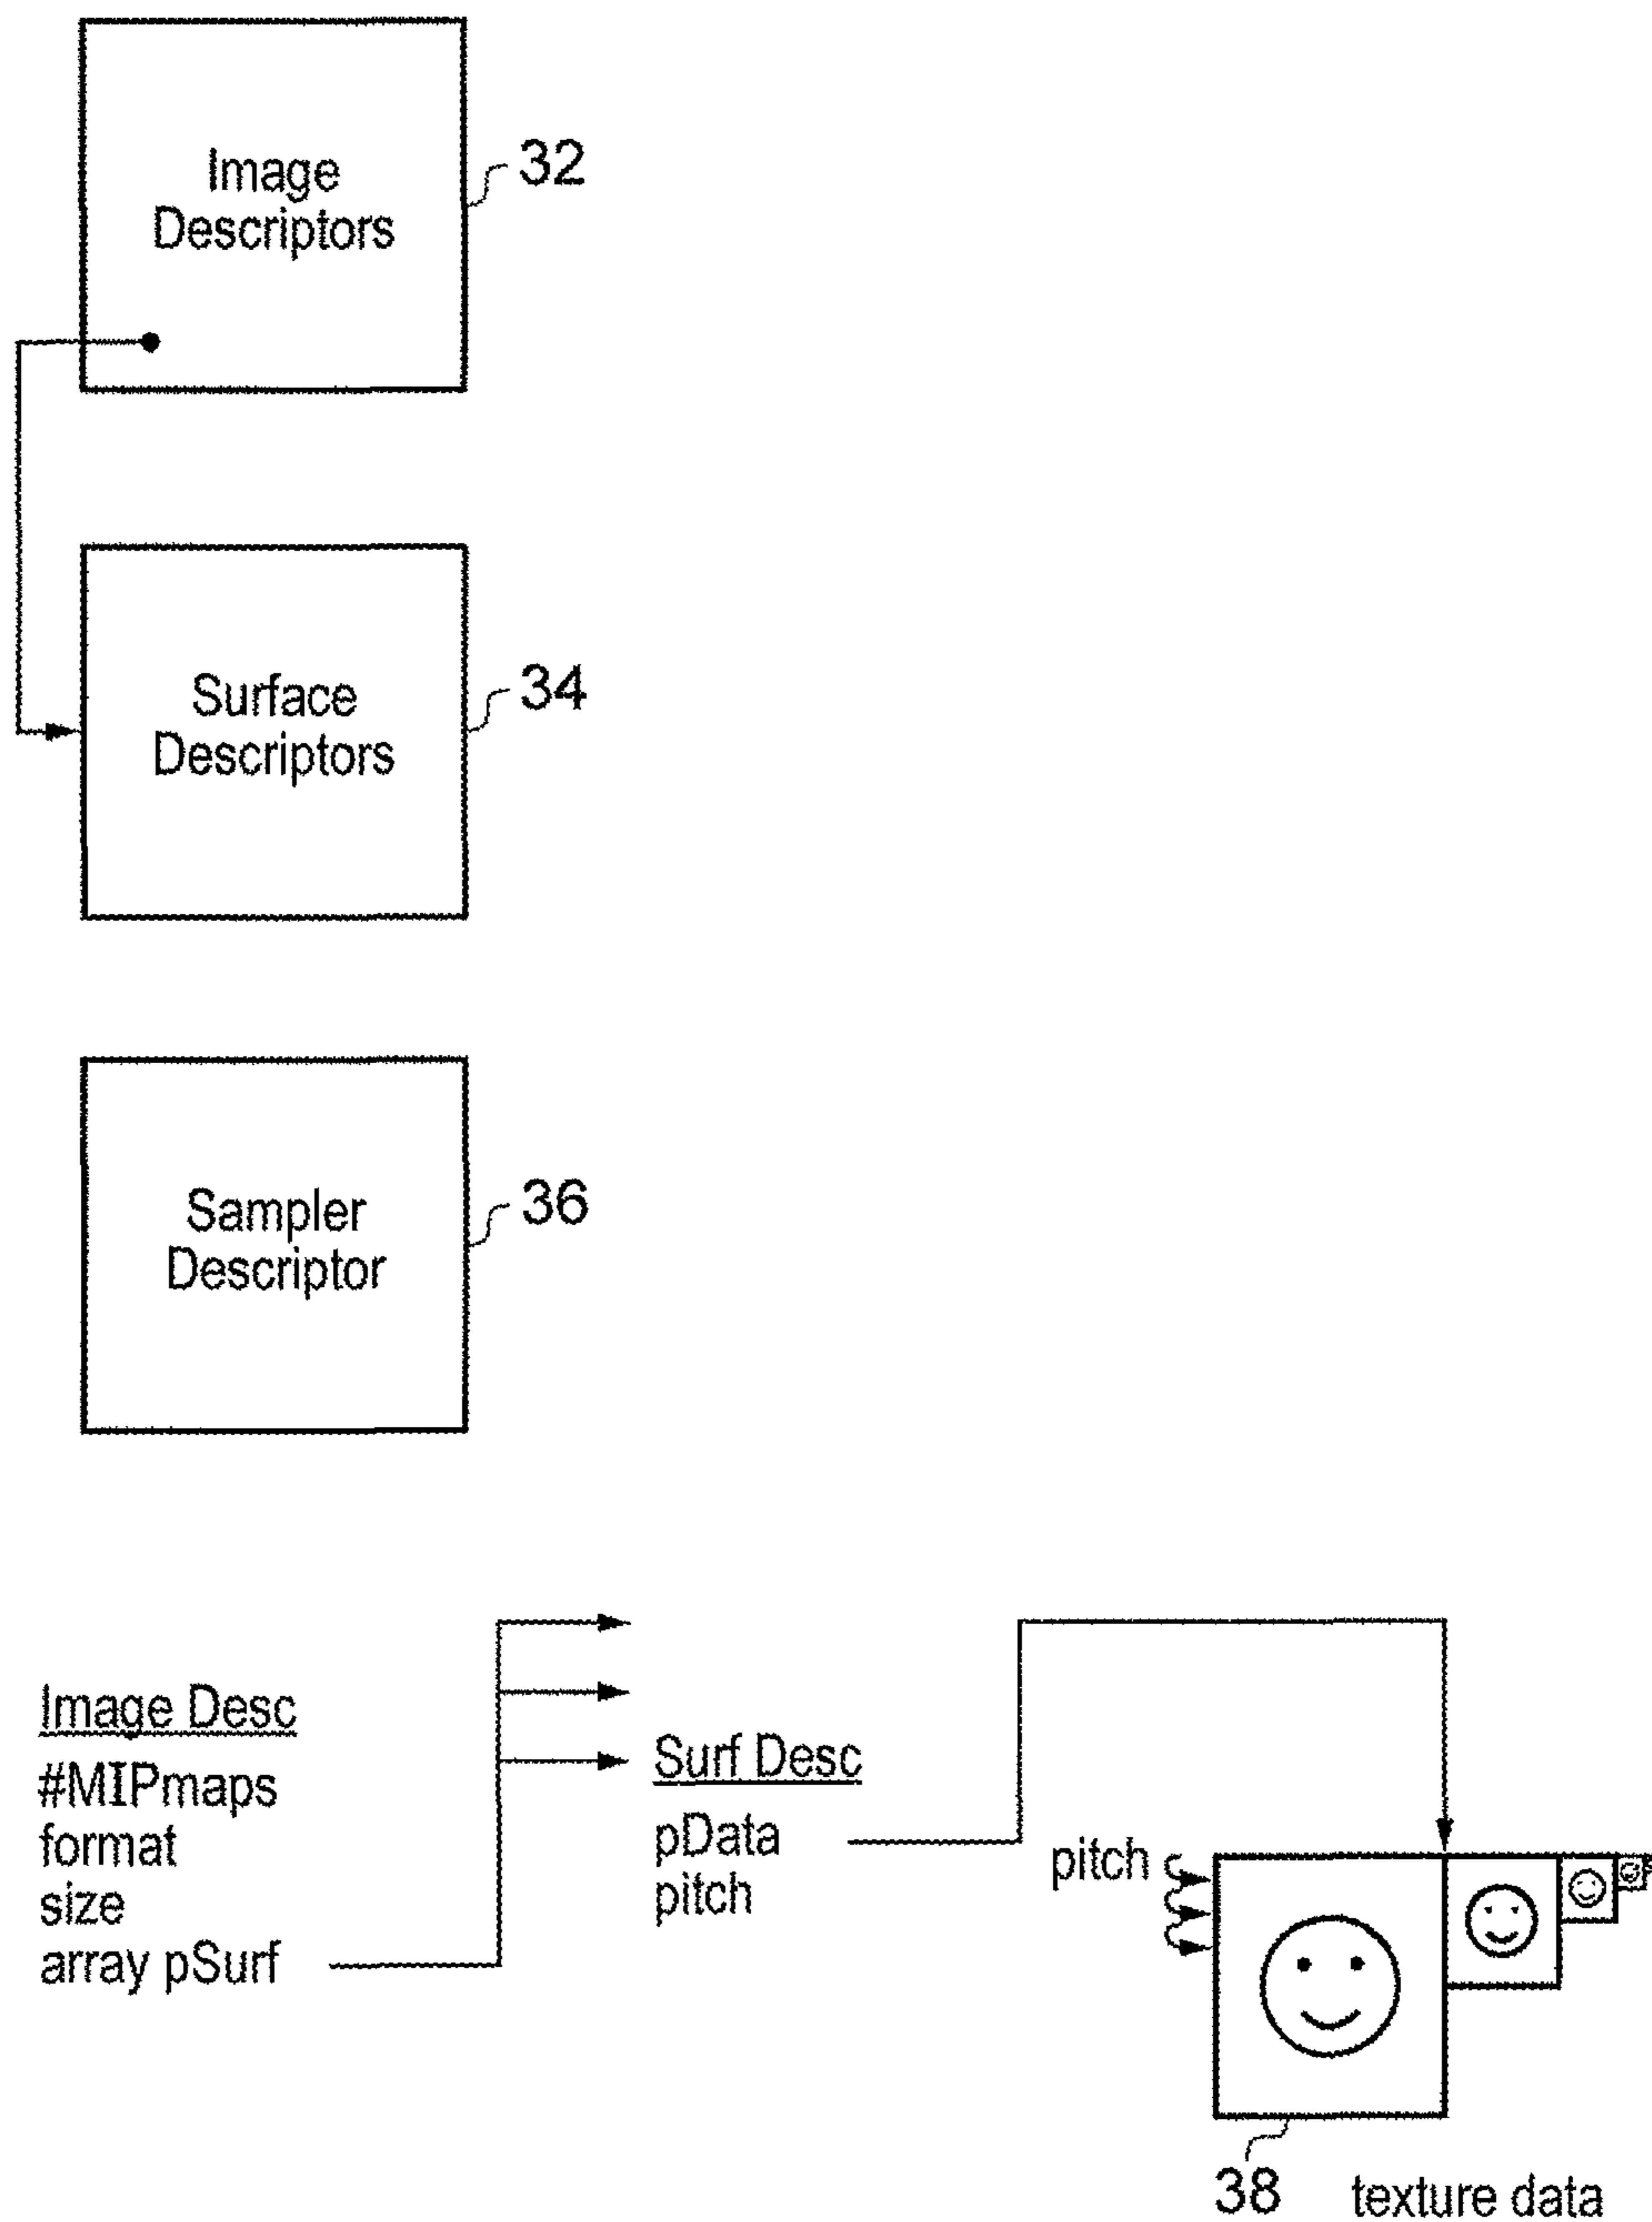 Image
Descriptors
32
Surface
Descriptors
34
Sampler
Descriptor
36
Image Desc
#MIPmaps
format
size
array pSurf
Surf Desc
pData
pitch
pitch
38
texture data